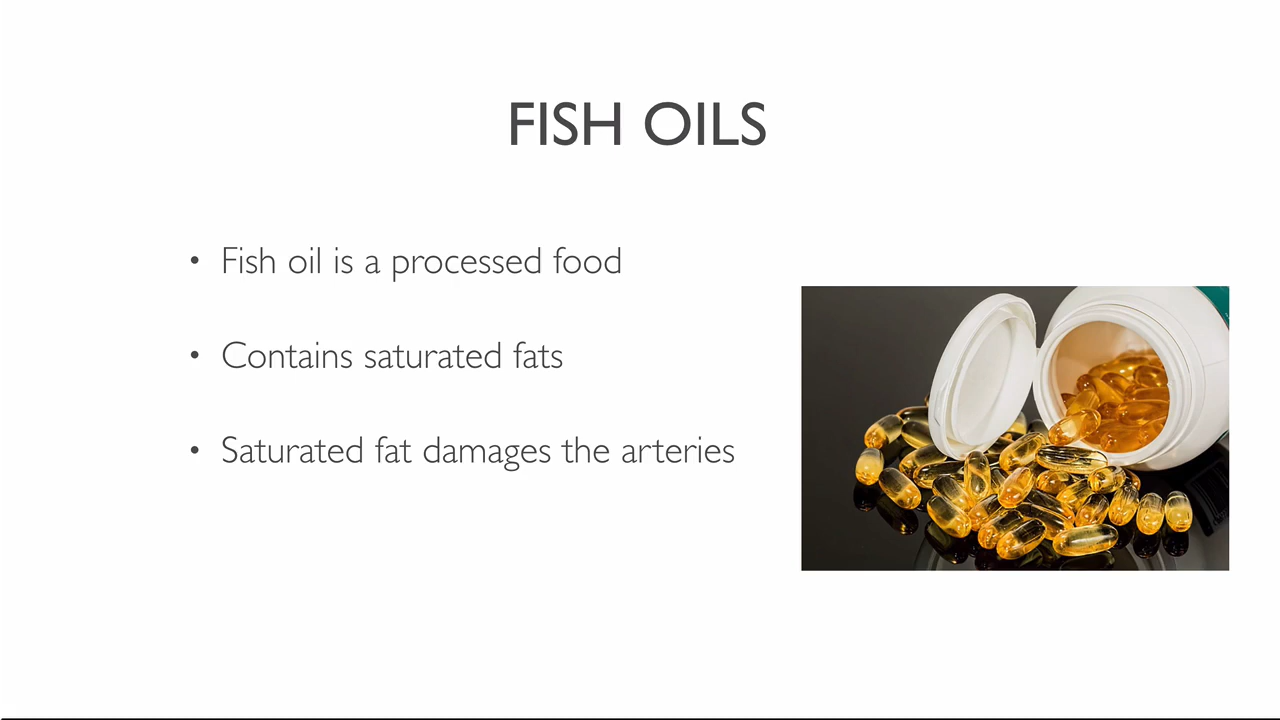 FISH OILS
• Fish oil is a processed food
• Contains saturated fats
• Saturated fat damages the arteries